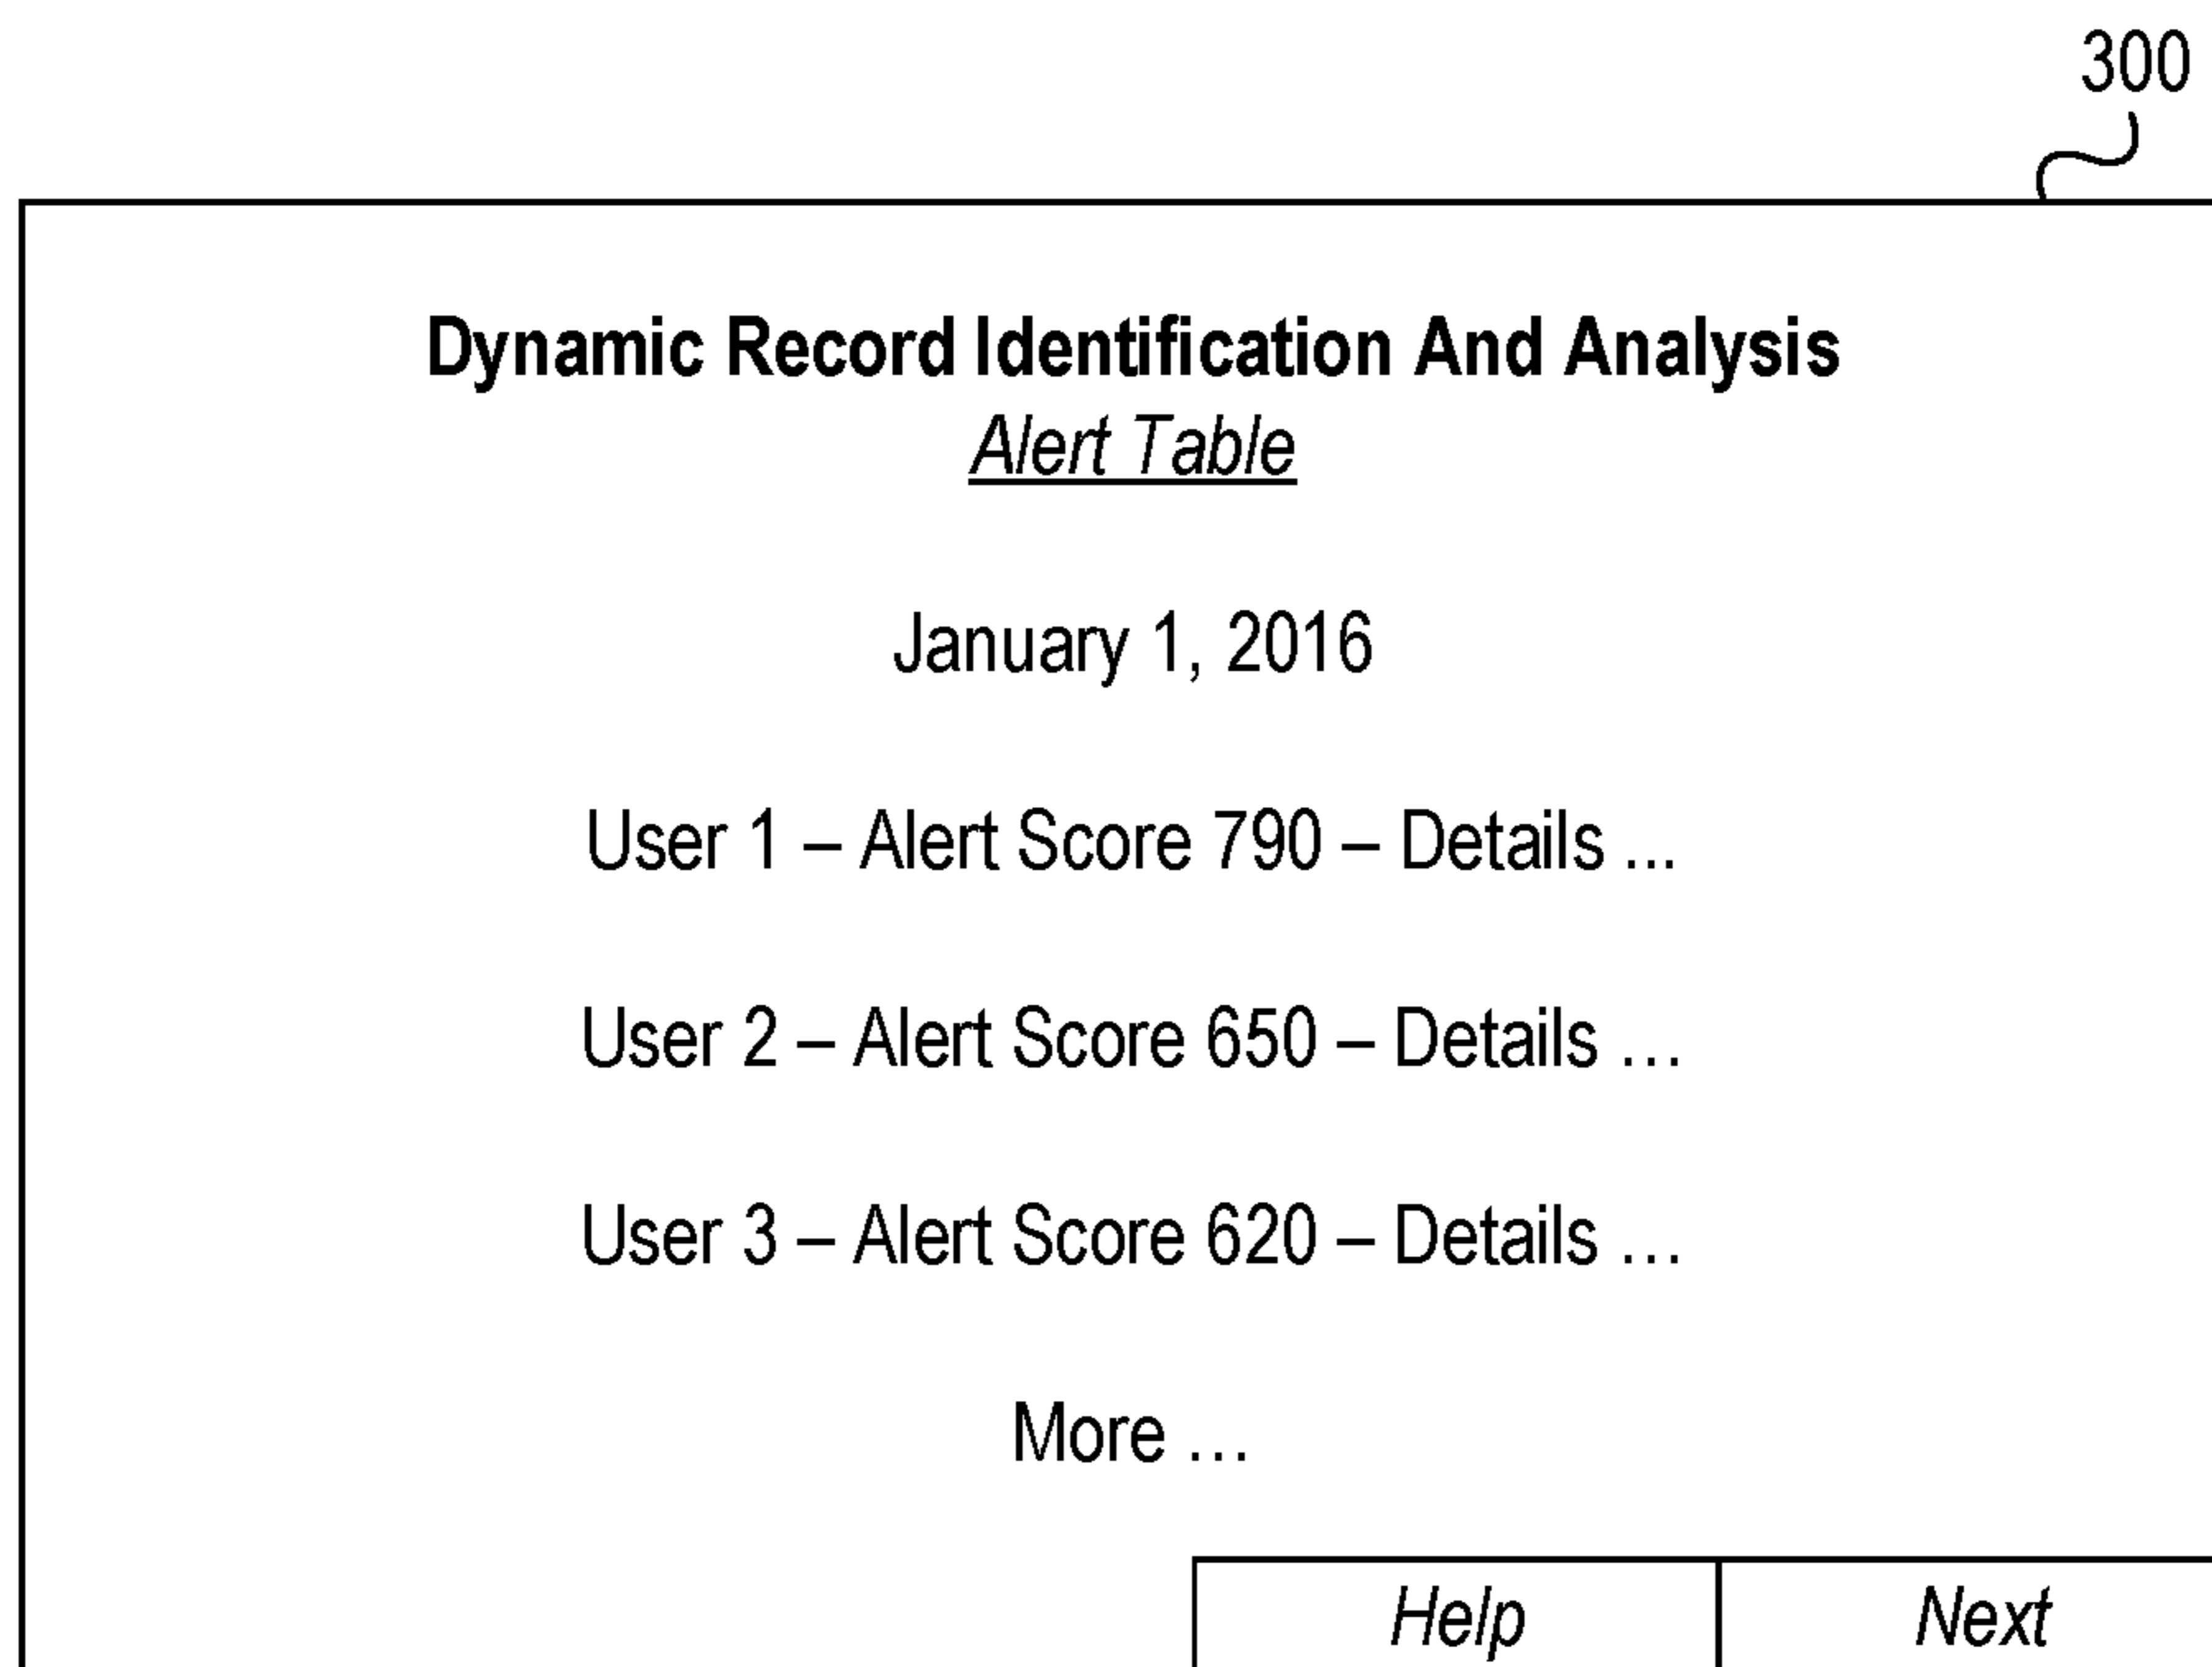 300
Dynamic Record Identification And Analysis
Alert Table
January 1, 2016
User 1 – Alert Score 790 – Details ...
User 2 – Alert Score 650 – Details …
User 3 – Alert Score 620 – Details …
More …
Help Next